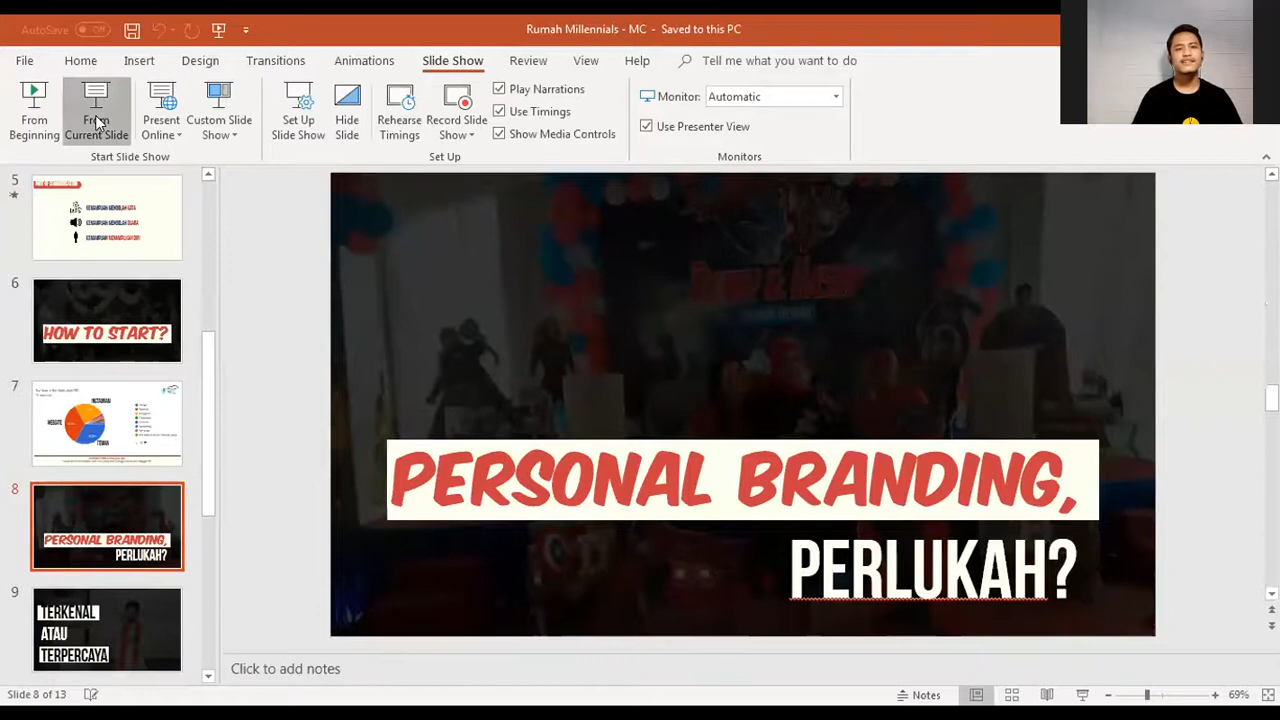 AutoSave Off
Rumah Millennials - MC - Saved to this PC
File Home Insert Design Transitions Animations Slide Show Review View Help Tell me what you want to do
From Beginning
From Current Slide
Present Online
Custom Slide Show
Start Slide Show
Set Up Slide Show
Hide Slide
Rehearse Timings
Record Slide Show
Play Narrations
Use Timings
Show Media Controls
Set Up
Monitor: Automatic
Use Presenter View
Monitors
5
6
HOW TO START?
7
INSTAGRAM
WEBSITE
8
PERSONAL BRANDING,
PERLUKAH?
9
TERKENAL
ATAU
TERPERCAYA
PERSONAL BRANDING,
PERLUKAH?
Click to add notes
Slide 8 of 13
Notes
69%